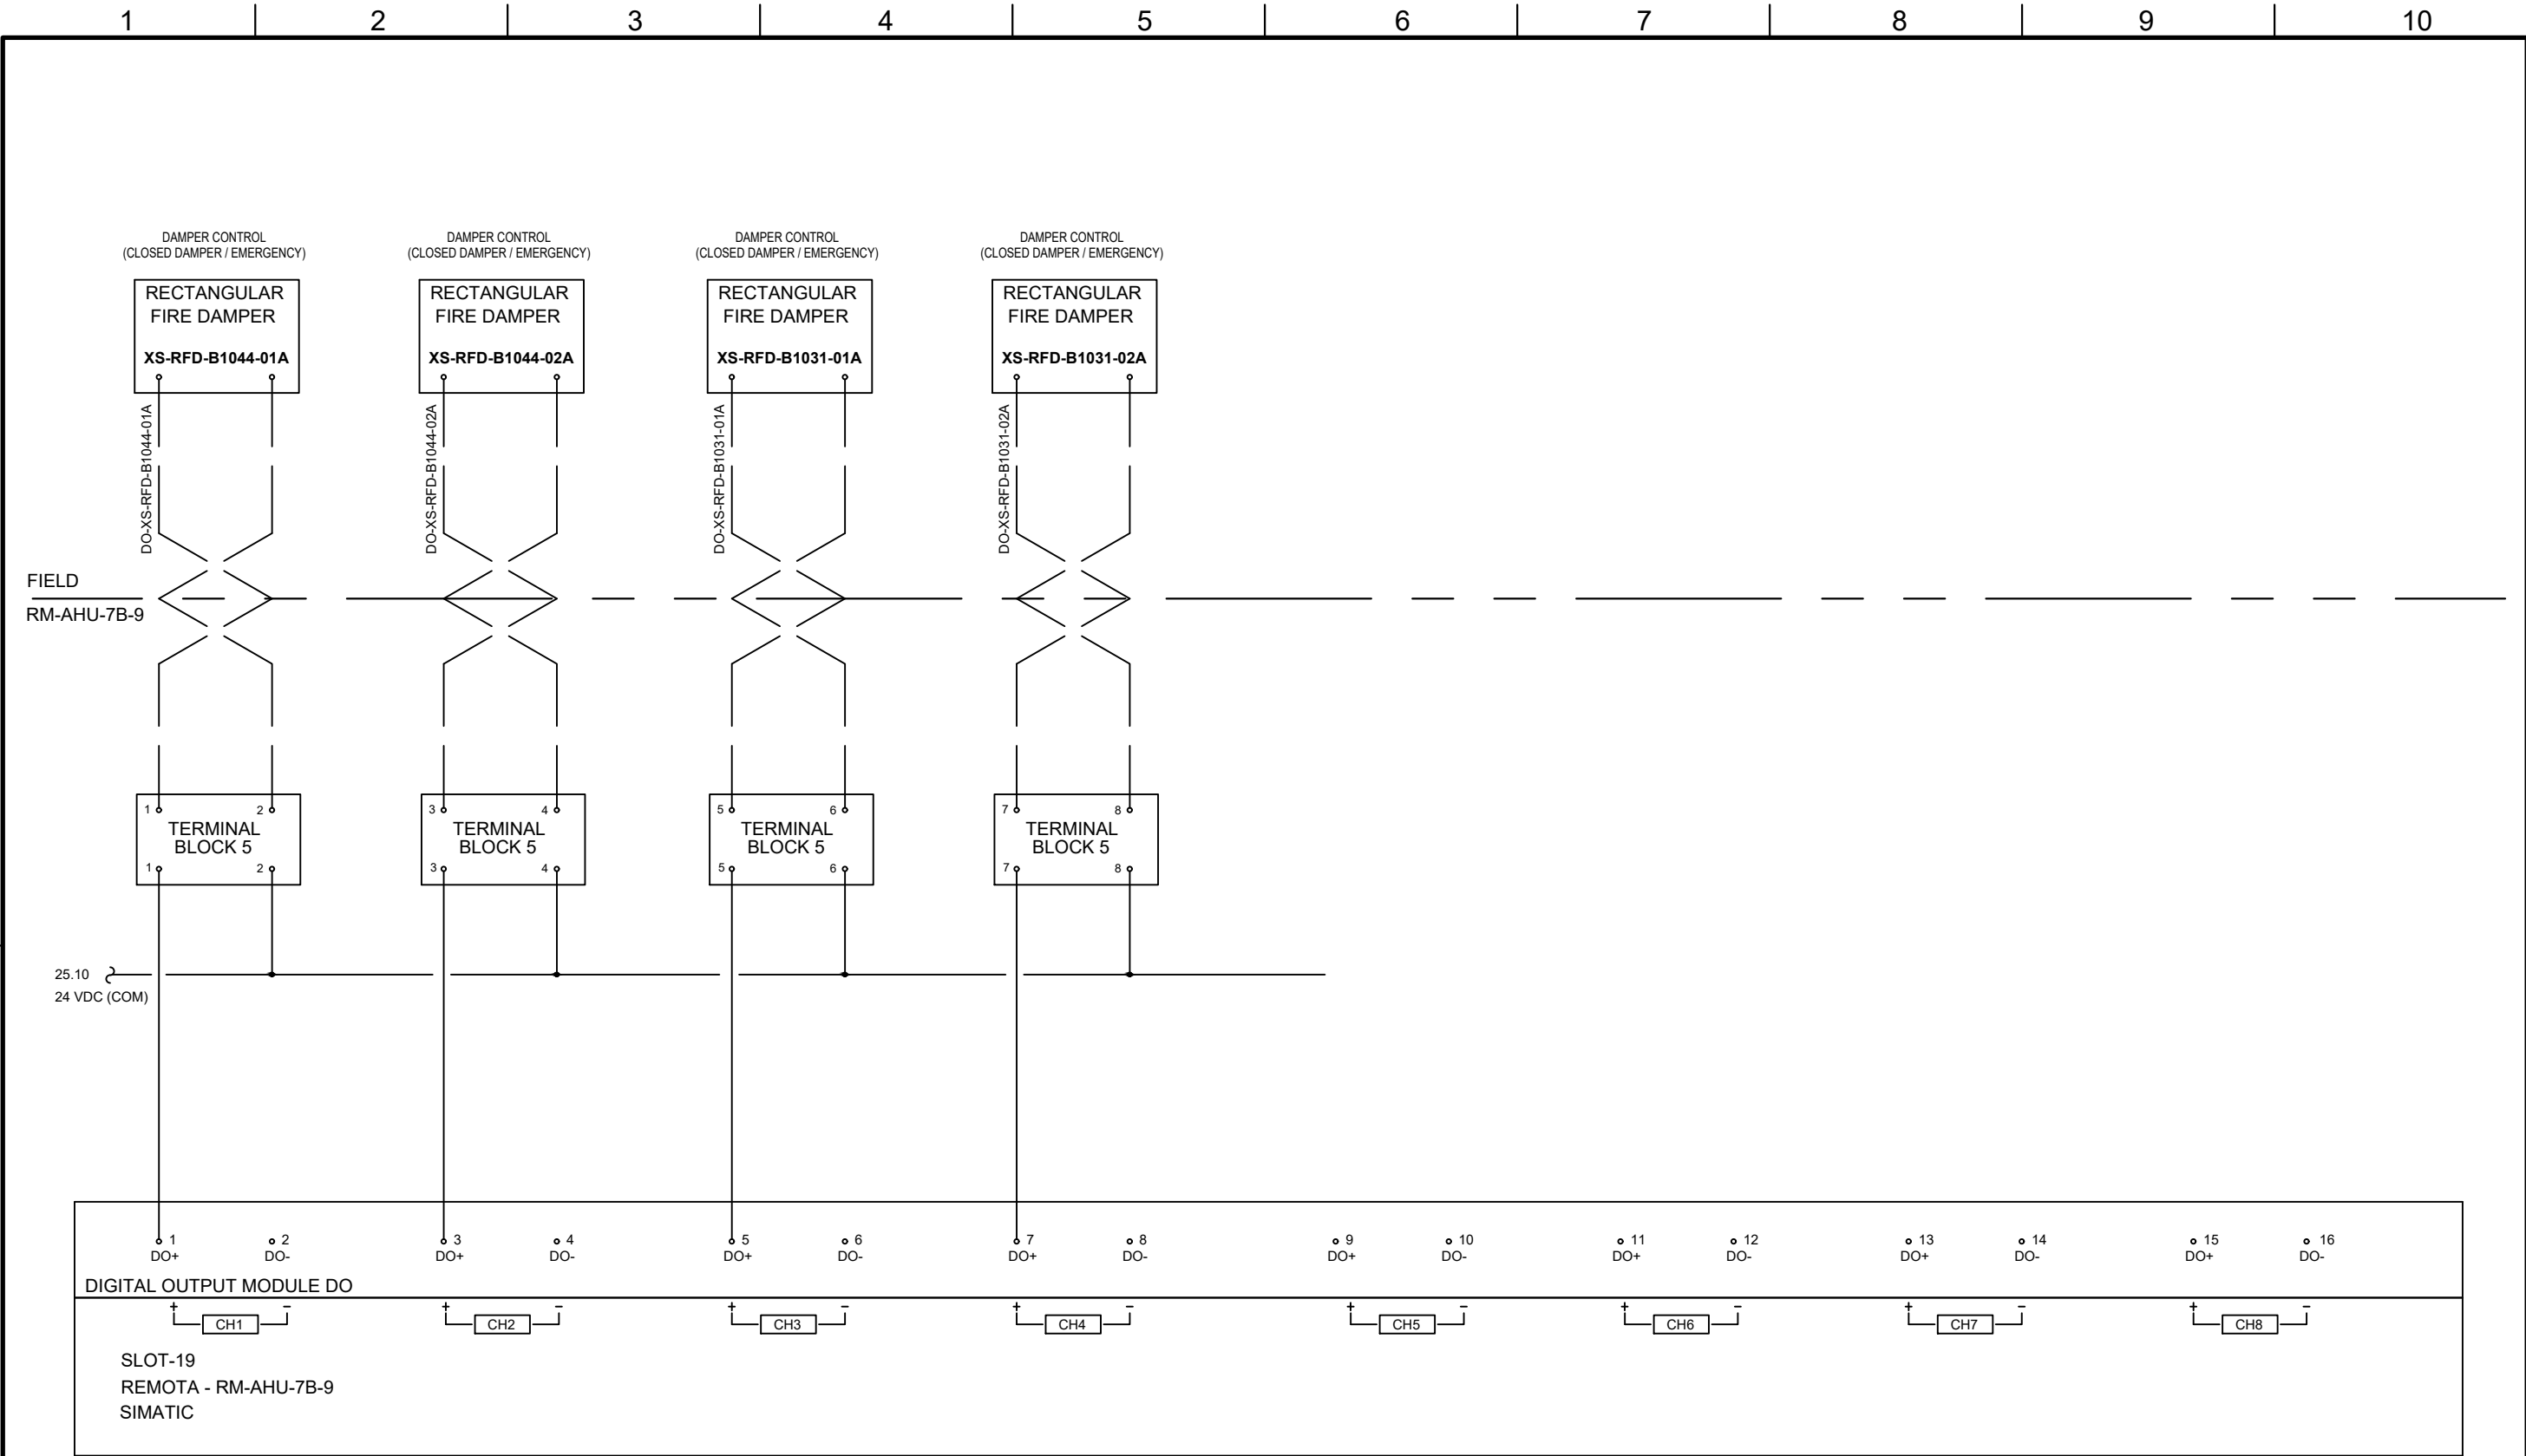 1 2 3 4 5 6 7 8 9 10
DAMPER CONTROL
(CLOSED DAMPER / EMERGENCY)
RECTANGULAR
FIRE DAMPER
XS-RFD-B1044-01A
DO-XS-RFD-B1044-01A
DAMPER CONTROL
(CLOSED DAMPER / EMERGENCY)
RECTANGULAR
FIRE DAMPER
XS-RFD-B1044-02A
DO-XS-RFD-B1044-02A
DAMPER CONTROL
(CLOSED DAMPER / EMERGENCY)
RECTANGULAR
FIRE DAMPER
XS-RFD-B1031-01A
DO-XS-RFD-B1031-01A
DAMPER CONTROL
(CLOSED DAMPER / EMERGENCY)
RECTANGULAR
FIRE DAMPER
XS-RFD-B1031-02A
DO-XS-RFD-B1031-02A
FIELD
RM-AHU-7B-9
1 2
TERMINAL
BLOCK 5
1 2
3 4
TERMINAL
BLOCK 5
3 4
5 6
TERMINAL
BLOCK 5
5 6
7 8
TERMINAL
BLOCK 5
7 8
25.10
24 VDC (COM)
1 2 3 4 5 6 7 8 9 10 11 12 13 14 15 16
DO+ DO- DO+ DO- DO+ DO- DO+ DO- DO+ DO- DO+ DO- DO+ DO- DO+ DO-
DIGITAL OUTPUT MODULE DO
+ - + - + - + - + - + - + - + -
CH1 CH2 CH3 CH4 CH5 CH6 CH7 CH8
SLOT-19
REMOTA - RM-AHU-7B-9
SIMATIC